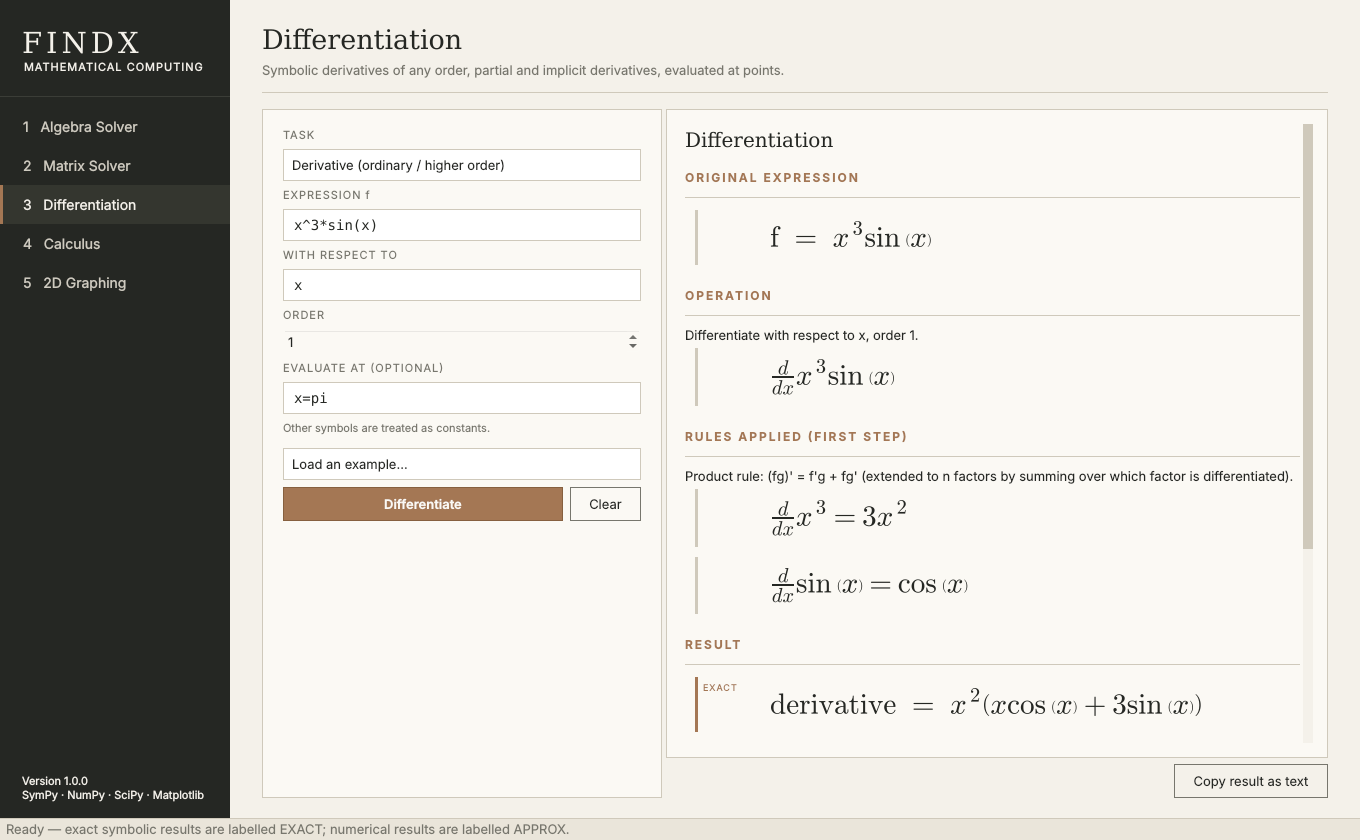 FINDX
MATHEMATICAL COMPUTING
1 Algebra Solver
2 Matrix Solver
3 Differentiation
4 Calculus
5 2D Graphing
Version 1.0.0
SymPy · NumPy · SciPy · Matplotlib
Differentiation
Symbolic derivatives of any order, partial and implicit derivatives, evaluated at points.
TASK
Derivative (ordinary / higher order)
EXPRESSION f
x^3*sin(x)
WITH RESPECT TO
x
ORDER
1
EVALUATE AT (OPTIONAL)
x=pi
Other symbols are treated as constants.
Load an example...
Differentiate
Clear
Differentiation
ORIGINAL EXPRESSION
f = x³sin (x)
OPERATION
Differentiate with respect to x, order 1.
d/dx x³sin (x)
RULES APPLIED (FIRST STEP)
Product rule: (fg)' = f'g + fg' (extended to n factors by summing over which factor is differentiated).
d/dx x³ = 3x²
d/dx sin (x) = cos (x)
RESULT
EXACT
derivative = x²(xcos (x) + 3sin (x))
Copy result as text
Ready — exact symbolic results are labelled EXACT; numerical results are labelled APPROX.